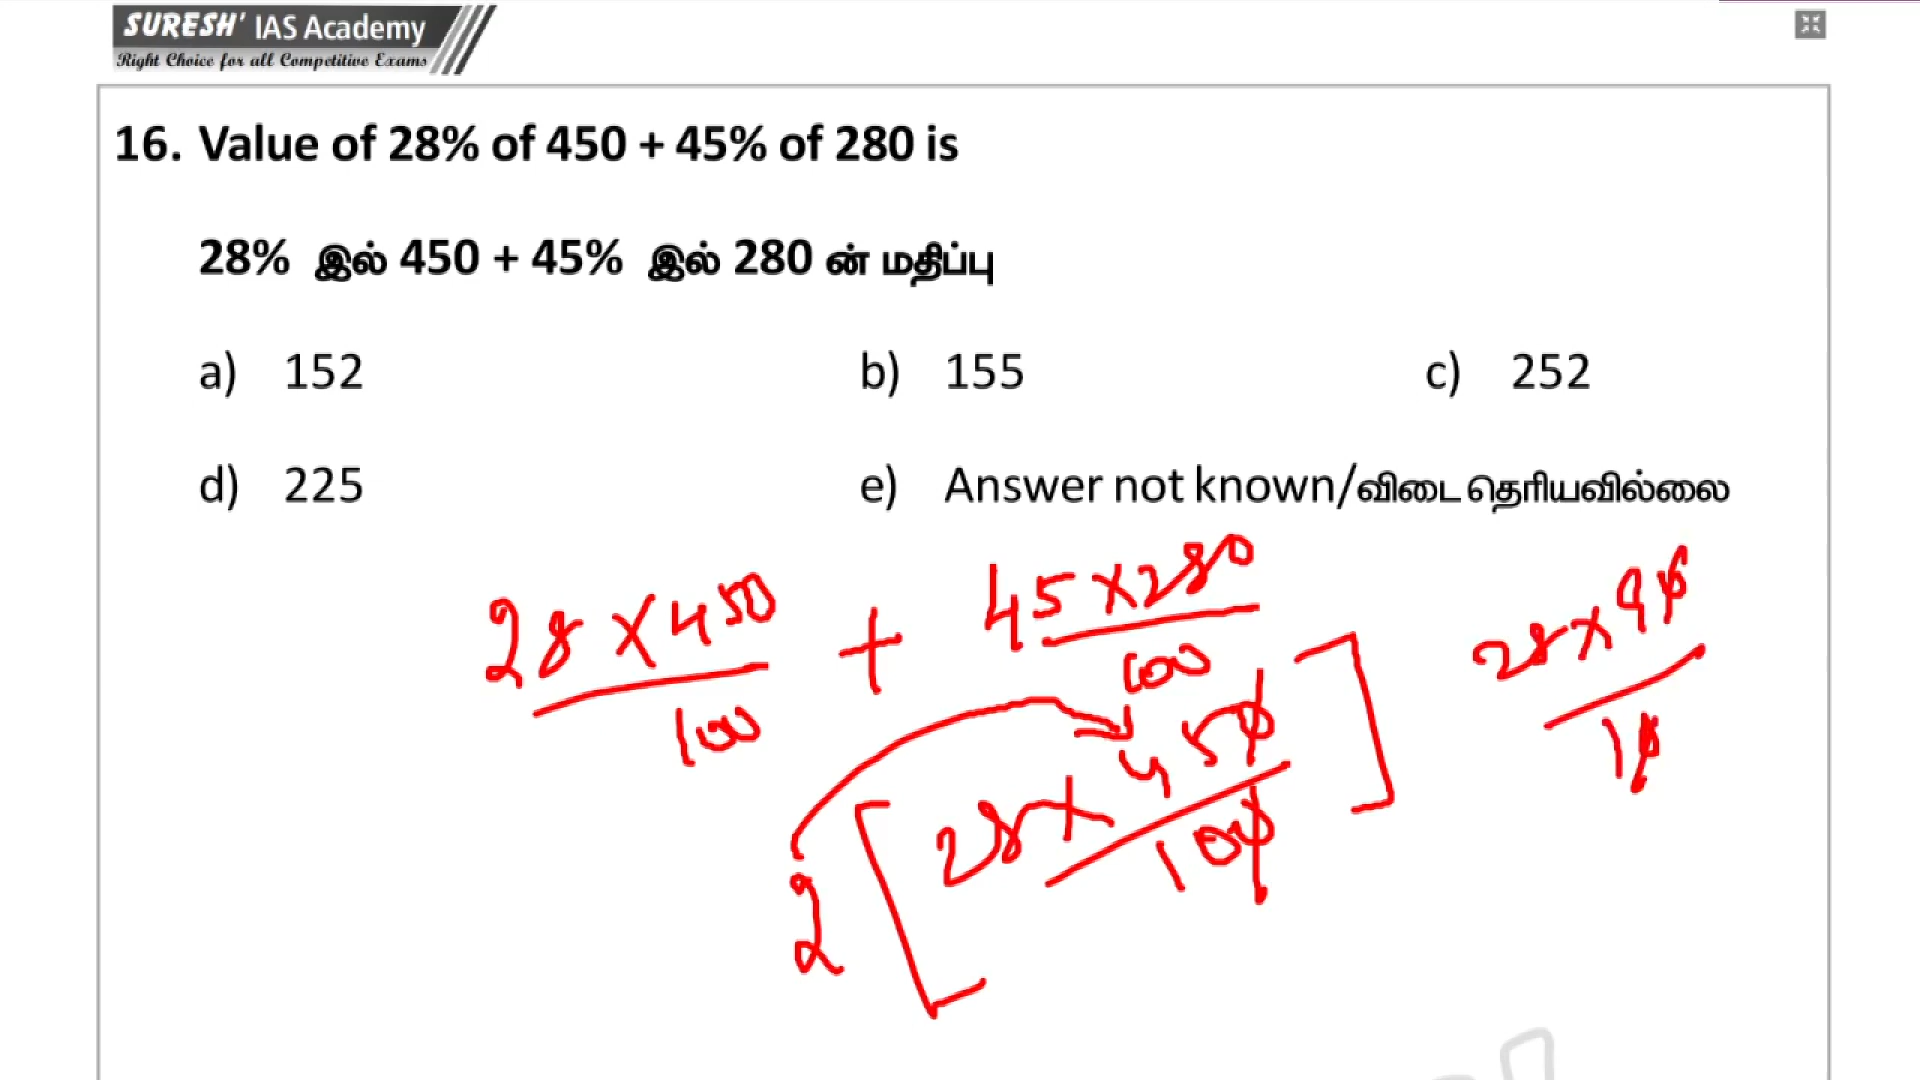 SURESH' IAS Academy
Right Choice for all Competitive Exams
16. Value of 28% of 450 + 45% of 280 is
28% இல் 450 + 45% இல் 280 ன் மதிப்பு
a) 152 b) 155 c) 252
d) 225 e) Answer not known/விடை தெரியவில்லை
28 X 450 + 45 X 280 28 x 90
100 100 10
2 [ 28 X 450 ]
100